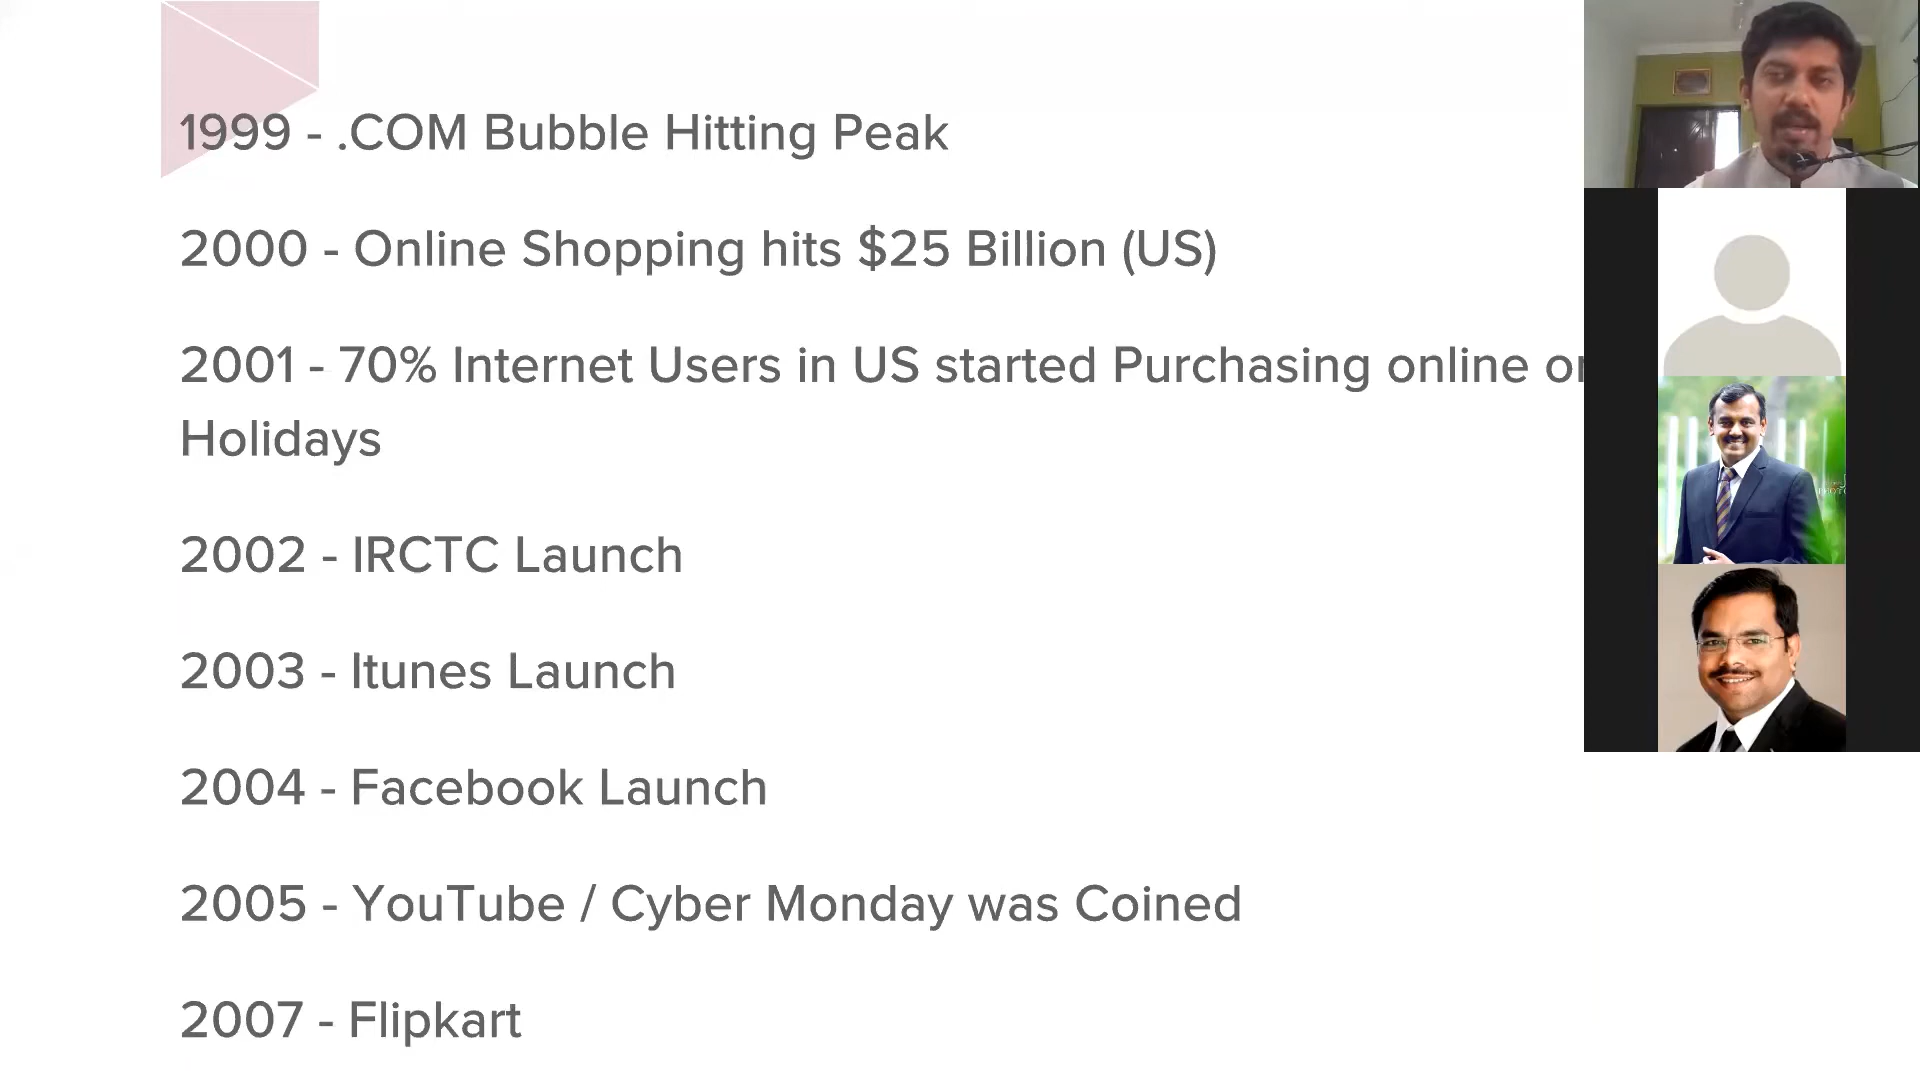 1999 - .COM Bubble Hitting Peak
2000 - Online Shopping hits $25 Billion (US)
2001 - 70% Internet Users in US started Purchasing online
Holidays
2002 - IRCTC Launch
2003 - Itunes Launch
2004 - Facebook Launch
2005 - YouTube / Cyber Monday was Coined
2007 - Flipkart